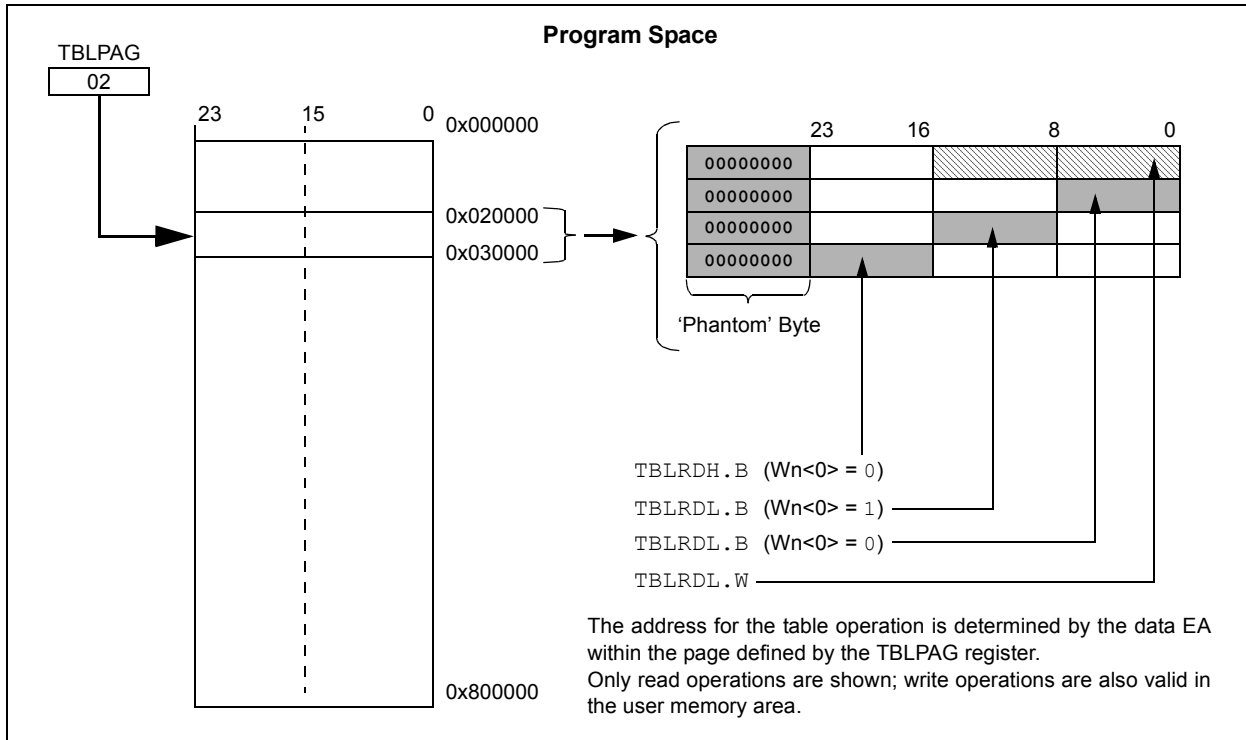 Program Space
TBLPAG
02
23 15 0
0x000000
0x020000
0x030000
0x800000
23 16 8 0
00000000
00000000
00000000
00000000
‘Phantom’ Byte
TBLRDH.B (Wn<0> = 0)
TBLRDL.B (Wn<0> = 1)
TBLRDL.B (Wn<0> = 0)
TBLRDL.W
The address for the table operation is determined by the data EA
within the page defined by the TBLPAG register.
Only read operations are shown; write operations are also valid in
the user memory area.